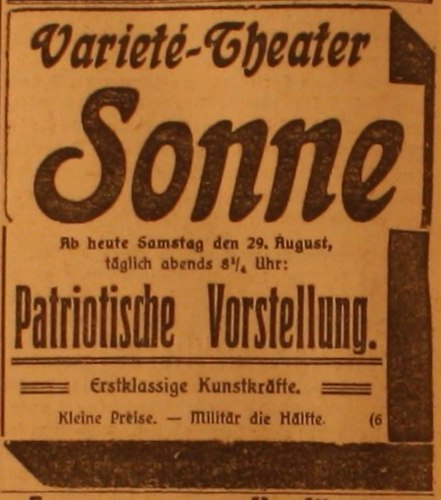 Varieté-Theater
Sonne
Ab heute Samstag den 29. August,
täglich abends 8¼ Uhr:
Patriotische Vorstellung.
Erstklassige Kunstkräfte.
Kleine Preise. — Militär die Hälfte. (6